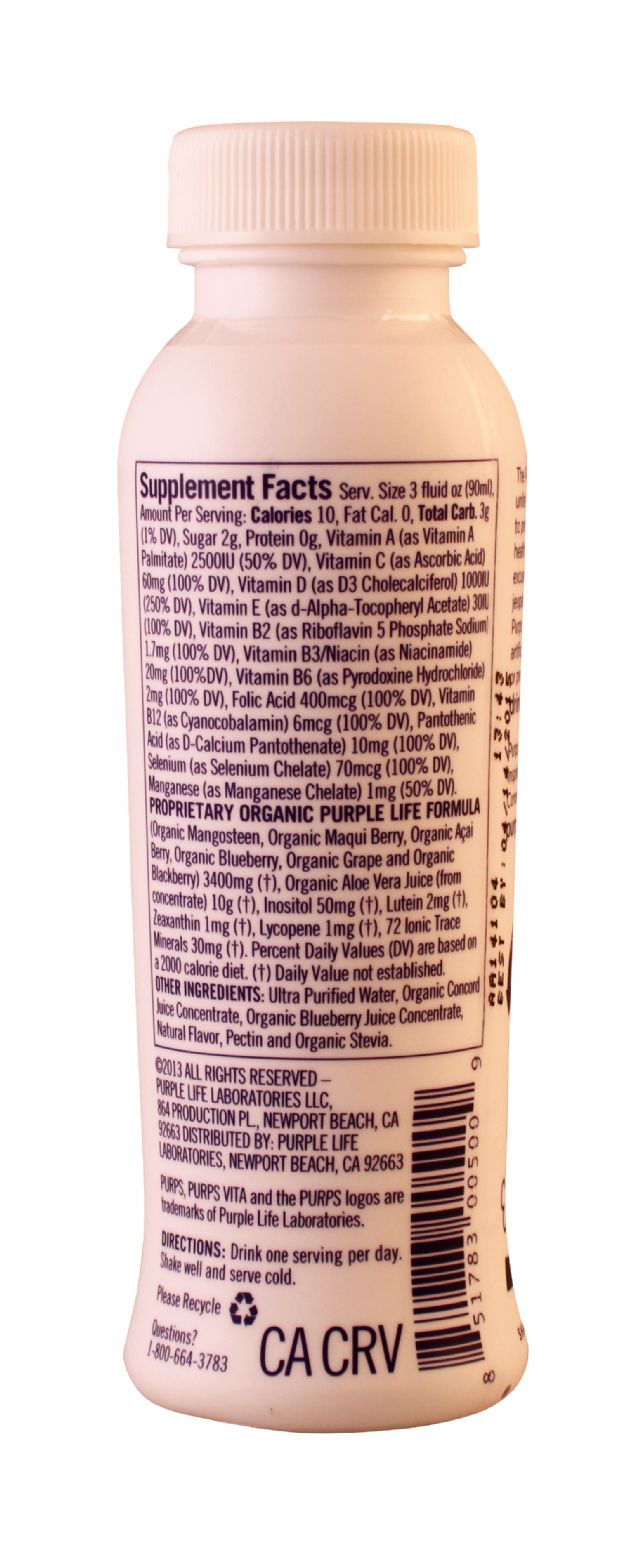 Supplement Facts Serv. Size 3 fluid oz (90ml),
Amount Per Serving: Calories 10, Fat Cal. 0, Total Carb. 3g
(1% DV), Sugar 2g, Protein 0g, Vitamin A (as Vitamin A
Palmitate) 2500IU (50% DV), Vitamin C (as Ascorbic Acid)
60mg (100% DV), Vitamin D (as D3 Cholecalciferol) 1000IU
(250% DV), Vitamin E (as d-Alpha-Tocopheryl Acetate) 30IU
(100% DV), Vitamin B2 (as Riboflavin 5 Phosphate Sodium)
1.7mg (100% DV), Vitamin B3/Niacin (as Niacinamide)
20mg (100%DV), Vitamin B6 (as Pyrodoxine Hydrochloride)
2mg (100% DV), Folic Acid 400mcg (100% DV), Vitamin
B12 (as Cyanocobalamin) 6mcg (100% DV), Pantothenic
Acid (as D-Calcium Pantothenate) 10mg (100% DV),
Selenium (as Selenium Chelate) 70mcg (100% DV),
Manganese (as Manganese Chelate) 1mg (50% DV).
PROPRIETARY ORGANIC PURPLE LIFE FORMULA
(Organic Mangosteen, Organic Maqui Berry, Organic Açai
Berry, Organic Blueberry, Organic Grape and Organic
Blackberry) 3400mg (†), Organic Aloe Vera Juice (from
concentrate) 10g (†), Inositol 50mg (†), Lutein 2mg (†),
Zeaxanthin 1mg (†), Lycopene 1mg (†), 72 Ionic Trace
Minerals 30mg (†). Percent Daily Values (DV) are based on
a 2000 calorie diet. (†) Daily Value not established.
OTHER INGREDIENTS: Ultra Purified Water, Organic Concord
Juice Concentrate, Organic Blueberry Juice Concentrate,
Natural Flavor, Pectin and Organic Stevia.
©2013 ALL RIGHTS RESERVED –
PURPLE LIFE LABORATORIES LLC,
864 PRODUCTION PL., NEWPORT BEACH, CA
92663 DISTRIBUTED BY: PURPLE LIFE
LABORATORIES, NEWPORT BEACH, CA 92663
PURPS, PURPS VITA and the PURPS logos are
trademarks of Purple Life Laboratories.
DIRECTIONS: Drink one serving per day.
Shake well and serve cold.
Please Recycle
Questions?
1-800-664-3783
CA CRV
8 51783 00500 9
BEST BY